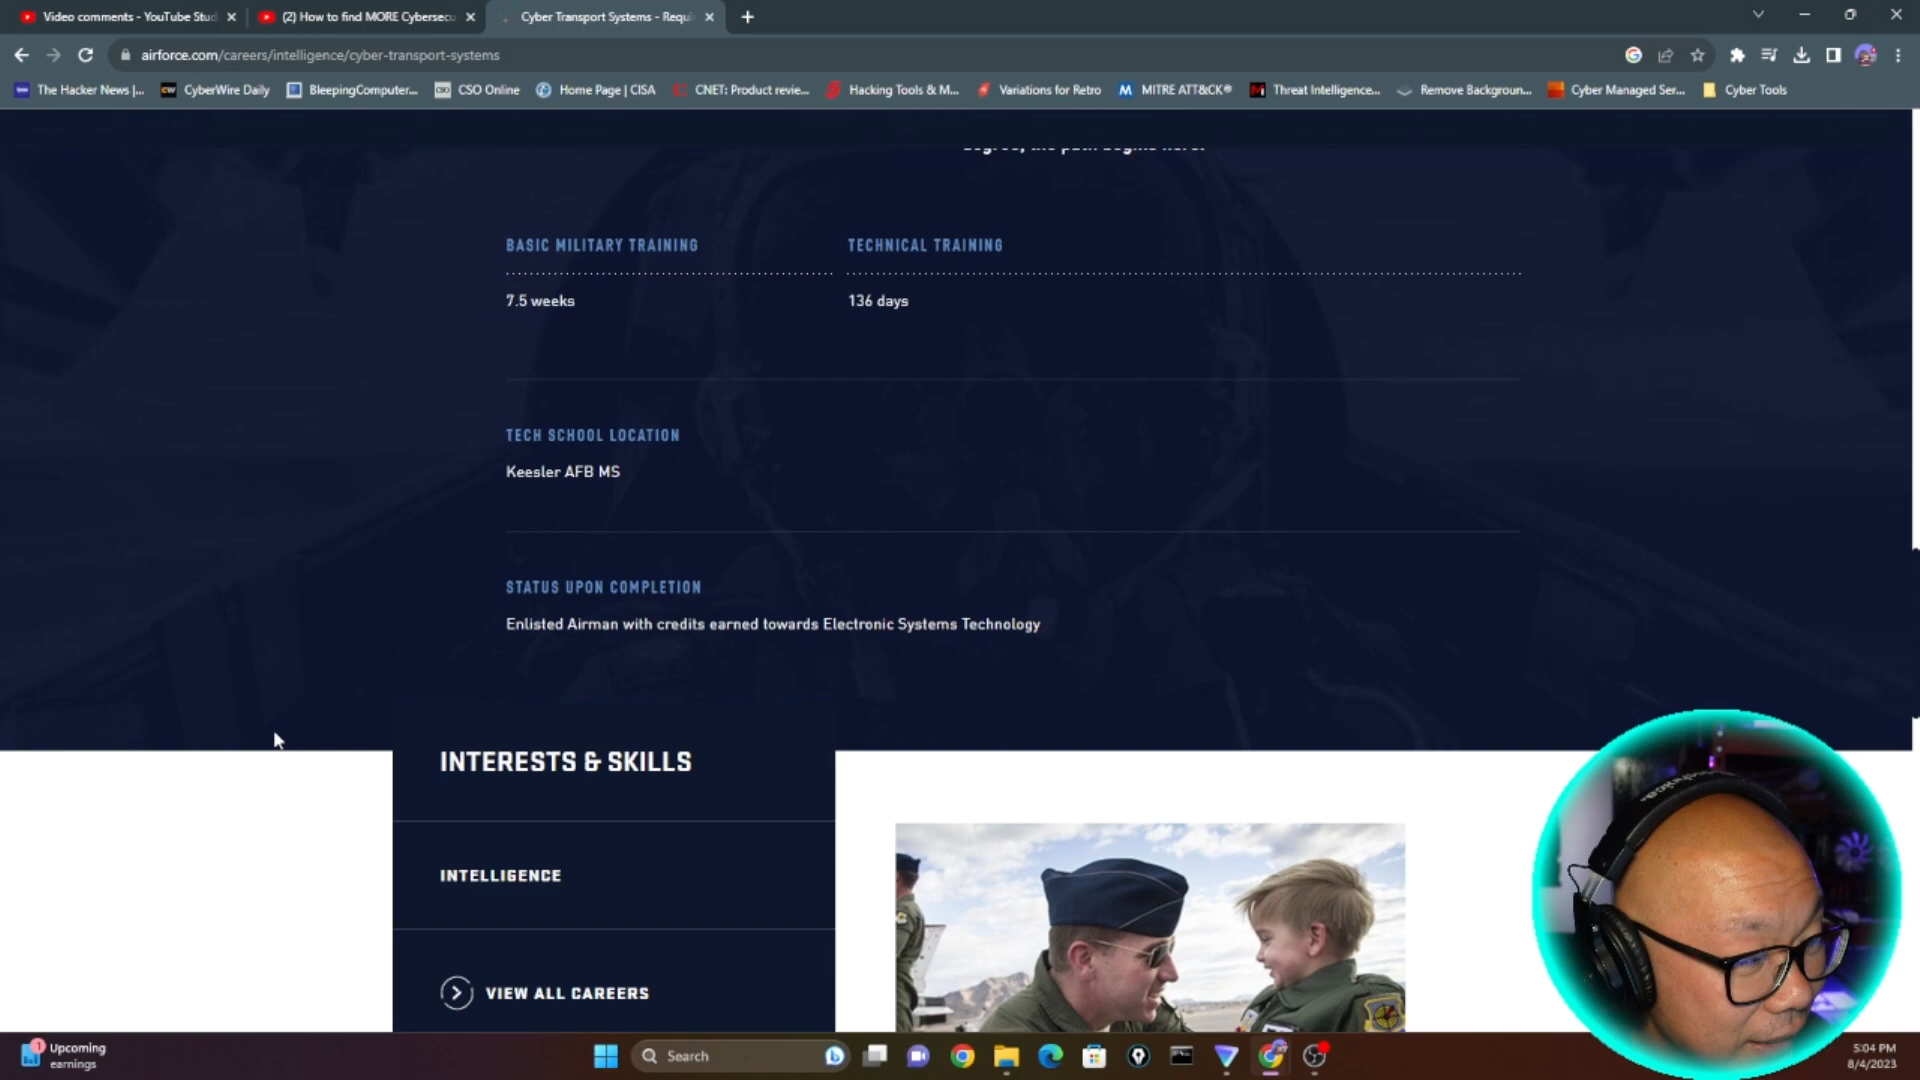 Video comments - YouTube Stud
(2) How to find MORE Cybersecu
Cyber Transport Systems - Requi
airforce.com/careers/intelligence/cyber-transport-systems
The Hacker News |...
CyberWire Daily
BleepingComputer...
CSO Online
Home Page | CISA
CNET: Product revie...
Hacking Tools & M...
Variations for Retro
MITRE ATT&CK®
Threat Intelligence...
Remove Backgroun...
Cyber Managed Ser...
Cyber Tools
BASIC MILITARY TRAINING
TECHNICAL TRAINING
7.5 weeks
136 days
TECH SCHOOL LOCATION
Keesler AFB MS
STATUS UPON COMPLETION
Enlisted Airman with credits earned towards Electronic Systems Technology
INTERESTS & SKILLS
INTELLIGENCE
VIEW ALL CAREERS
1
Upcoming
earnings
Search
5:04 PM
8/4/2023